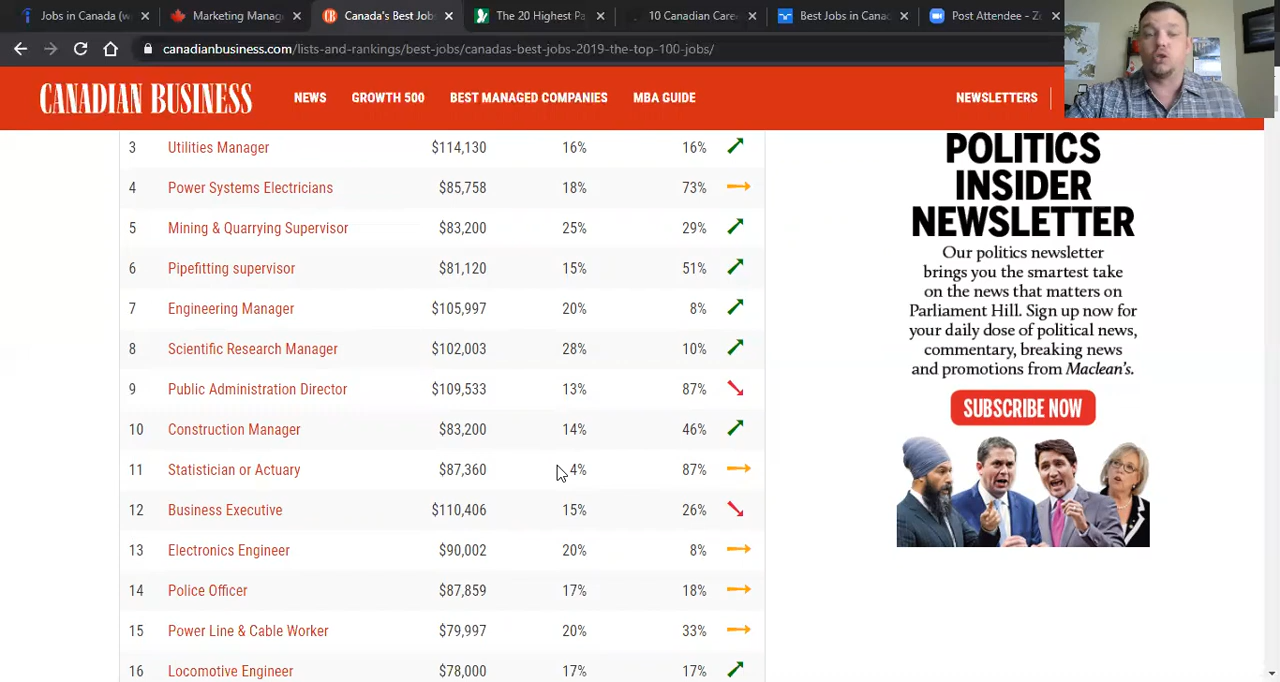 Jobs in Canada (w
Marketing Manag
Canada's Best Job
The 20 Highest Pa
10 Canadian Care
Best Jobs in Canad
Post Attendee - Z
canadianbusiness.com/lists-and-rankings/best-jobs/canadas-best-jobs-2019-the-top-100-jobs/
CANADIAN BUSINESS
NEWS
GROWTH 500
BEST MANAGED COMPANIES
MBA GUIDE
NEWSLETTERS
3 Utilities Manager $114,130 16% 16%
4 Power Systems Electricians $85,758 18% 73%
5 Mining & Quarrying Supervisor $83,200 25% 29%
6 Pipefitting supervisor $81,120 15% 51%
7 Engineering Manager $105,997 20% 8%
8 Scientific Research Manager $102,003 28% 10%
9 Public Administration Director $109,533 13% 87%
10 Construction Manager $83,200 14% 46%
11 Statistician or Actuary $87,360 4% 87%
12 Business Executive $110,406 15% 26%
13 Electronics Engineer $90,002 20% 8%
14 Police Officer $87,859 17% 18%
15 Power Line & Cable Worker $79,997 20% 33%
16 Locomotive Engineer $78,000 17% 17%
POLITICS
INSIDER
NEWSLETTER
Our politics newsletter
brings you the smartest take
on the news that matters on
Parliament Hill. Sign up now for
your daily dose of political news,
commentary, breaking news
and promotions from Maclean's.
SUBSCRIBE NOW